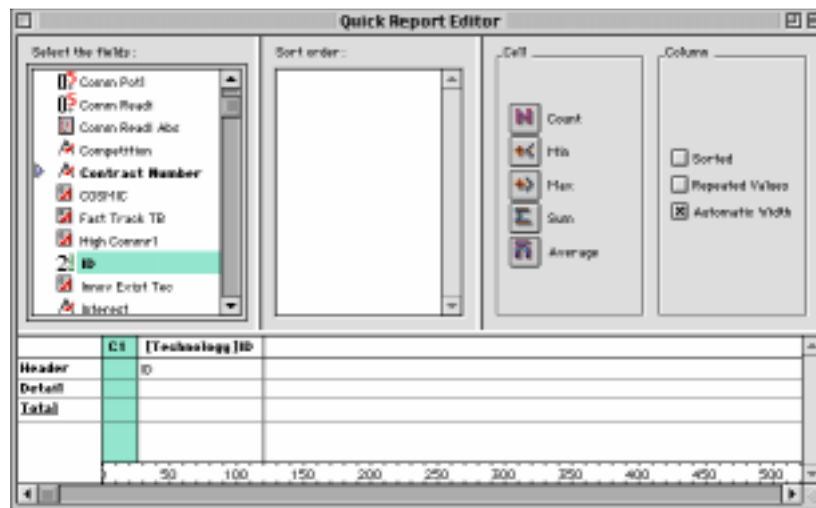 Quick Report Editor
Select the fields:
Comm Potl
Comm Readl
Comm Readl Abs
Competition
Contract Number
COSMIC
Fast Track TB
High Commr1
ID
Innov Exist Tec
Interest
Sort order:
Cell
Count
Min
Max
Sum
Average
Column
Sorted
Repeated Values
Automatic Width
C1 [Technology]ID
Header ID
Detail
Total
50 100 150 200 250 300 350 400 450 500